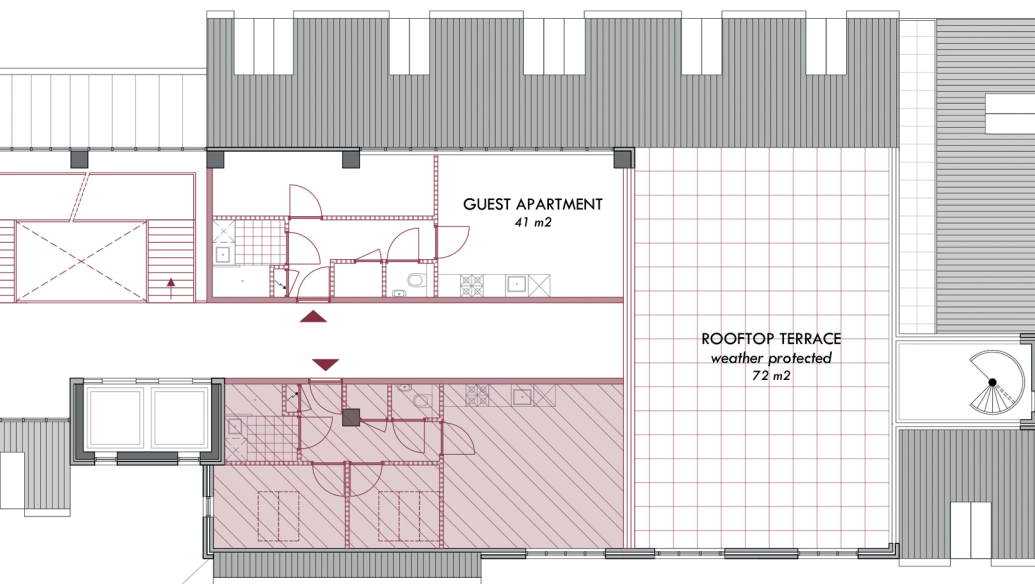 GUEST APARTMENT
41 m2
ROOFTOP TERRACE
weather protected
72 m2